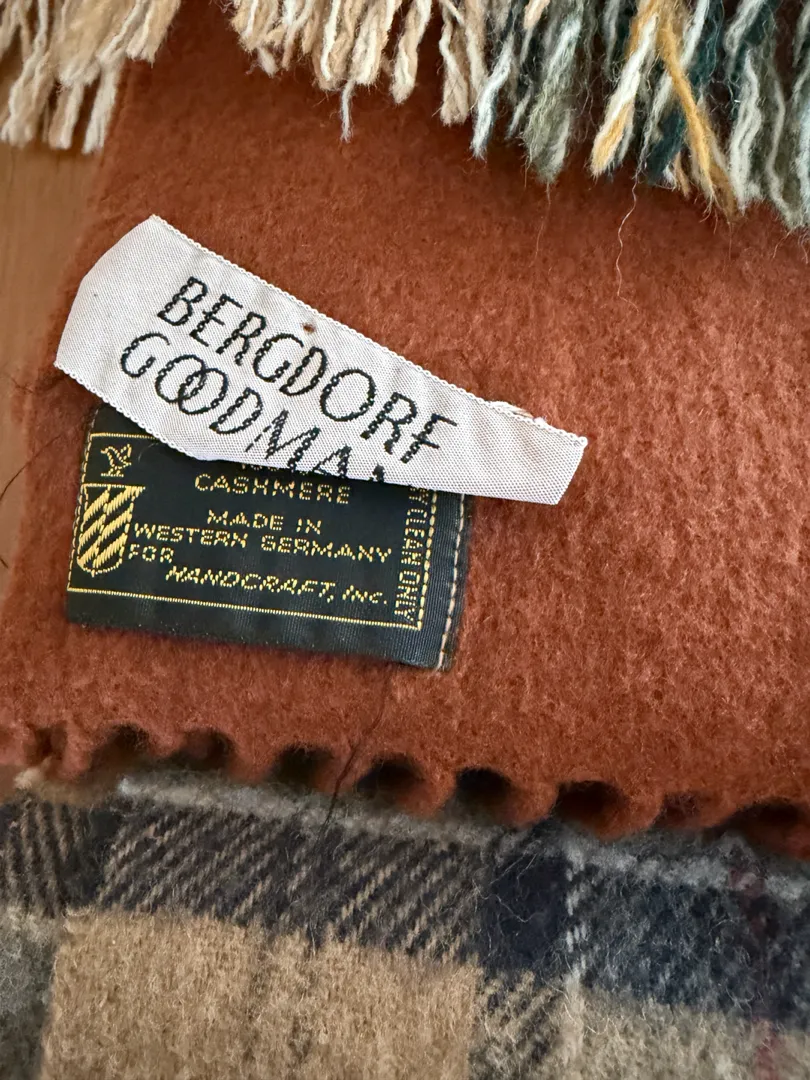 BERGDORF
GOODMAN
CASHMERE
MADE IN
WESTERN GERMANY
FOR
HANDCRAFT, INC.
CLEAN ONLY